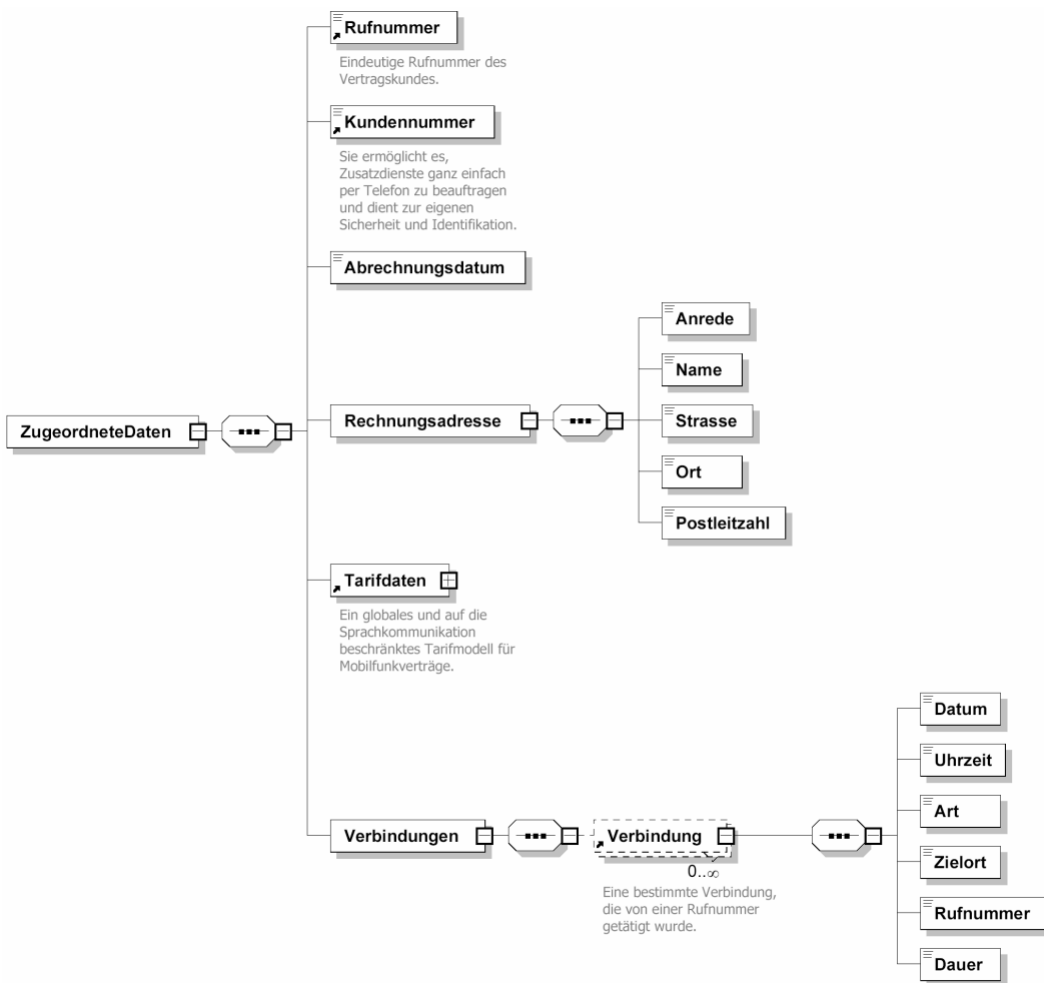 Rufnummer
Eindeutige Rufnummer des
Vertragskundes.
Kundennummer
Sie ermöglicht es,
Zusatzdienste ganz einfach
per Telefon zu beauftragen
und dient zur eigenen
Sicherheit und Identifikation.
Abrechnungsdatum
ZugeordneteDaten
Rechnungsadresse
Anrede
Name
Strasse
Ort
Postleitzahl
Tarifdaten
Ein globales und auf die
Sprachkommunikation
beschränktes Tarifmodell für
Mobilfunkverträge.
Verbindungen
Verbindung
0..∞
Eine bestimmte Verbindung,
die von einer Rufnummer
getätigt wurde.
Datum
Uhrzeit
Art
Zielort
Rufnummer
Dauer